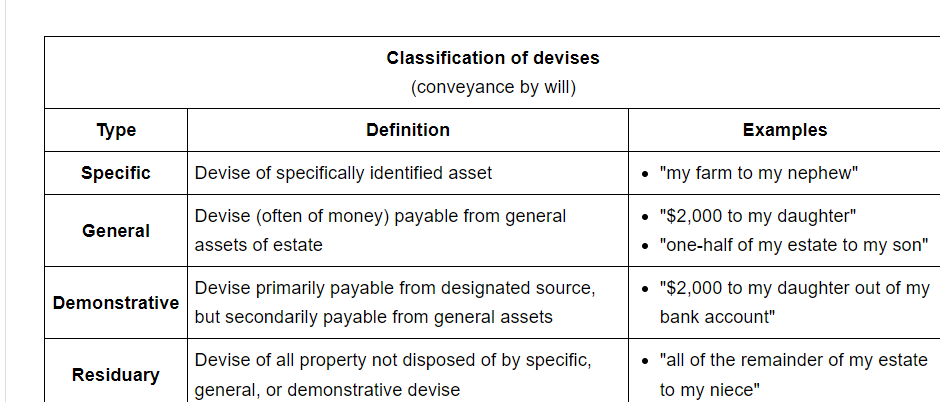 Classification of devises
(conveyance by will)
Type Definition Examples
Specific Devise of specifically identified asset • "my farm to my nephew"
General Devise (often of money) payable from general assets of estate • "$2,000 to my daughter"
• "one-half of my estate to my son"
Demonstrative Devise primarily payable from designated source, but secondarily payable from general assets • "$2,000 to my daughter out of my bank account"
Residuary Devise of all property not disposed of by specific, general, or demonstrative devise • "all of the remainder of my estate to my niece"